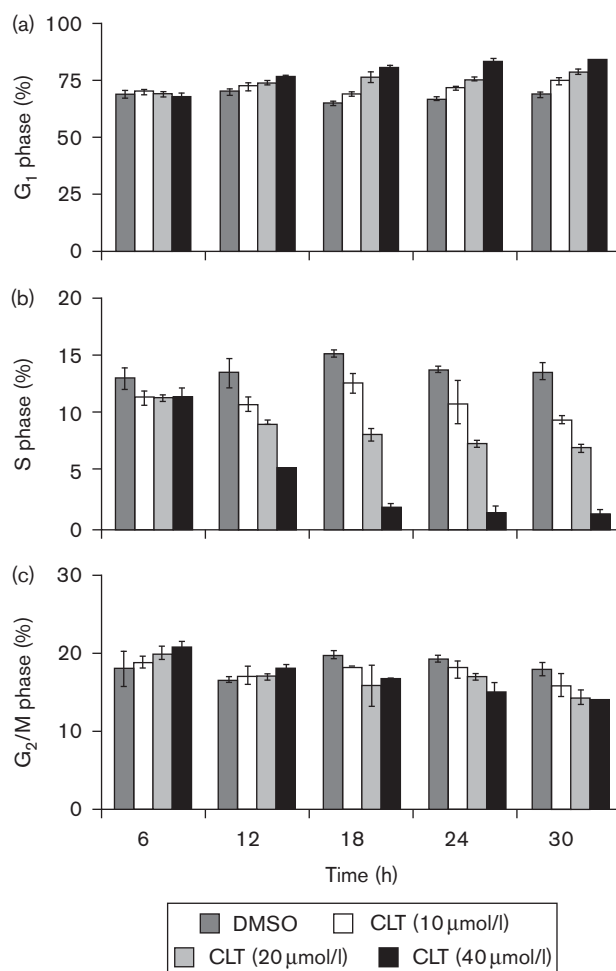 (a)
100
75
50
25
0
G₁ phase (%)
(b)
20
15
10
5
0
S phase (%)
(c)
30
20
10
0
G₂/M phase (%)
6 12 18 24 30
Time (h)
DMSO CLT (10 μmol/l)
CLT (20 μmol/l) CLT (40 μmol/l)